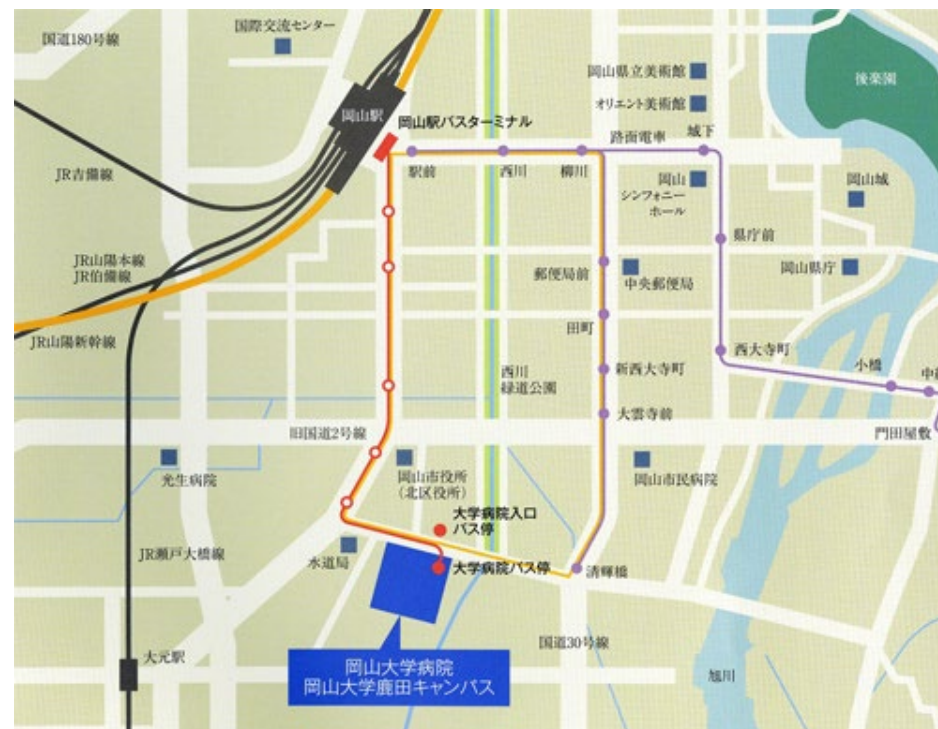 国際交流センター
国道180号線
岡山県立美術館
後楽園
オリエント美術館
岡山駅
岡山駅バスターミナル
路面電車
城下
駅前
西川
柳川
JR吉備線
岡山
シンフォニー
ホール
岡山城
県庁前
JR山陽本線
JR伯備線
郵便局前
中央郵便局
岡山県庁
田町
JR山陽新幹線
西大寺町
新西大寺町
小橋
西川
緑道公園
大雲寺前
旧国道2号線
門田屋敷
光生病院
岡山市役所
（北区役所）
岡山市民病院
大学病院入口
バス停
JR瀬戸大橋線
水道局
大学病院バス停
清輝橋
国道30号線
大元駅
岡山大学病院
岡山大学鹿田キャンパス
旭川